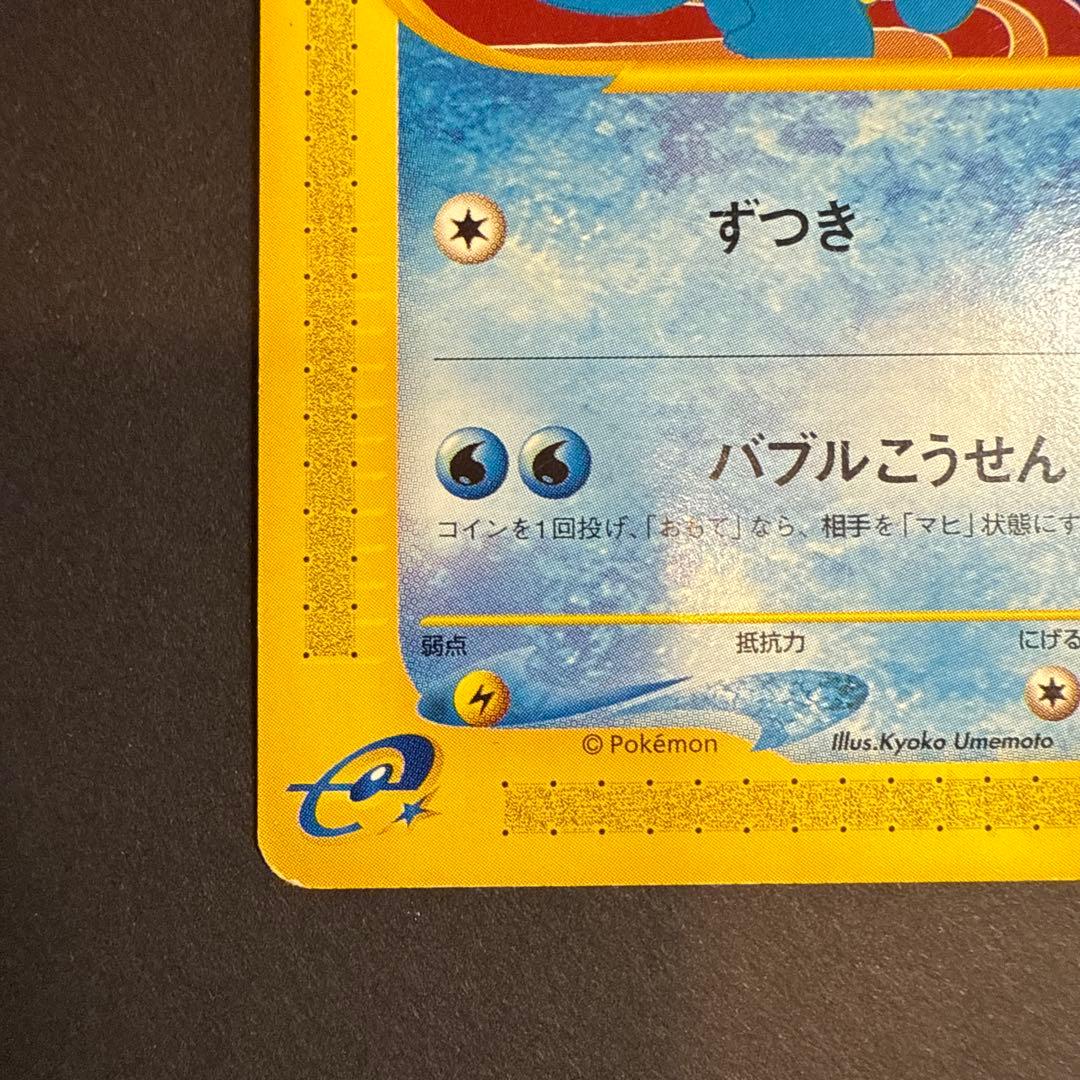 ずつき
バブルこうせん
コインを1回投げ、「おもて」なら、相手を「マヒ」状態にす
弱点 抵抗力 にげる
© Pokémon Illus.Kyoko Umemoto